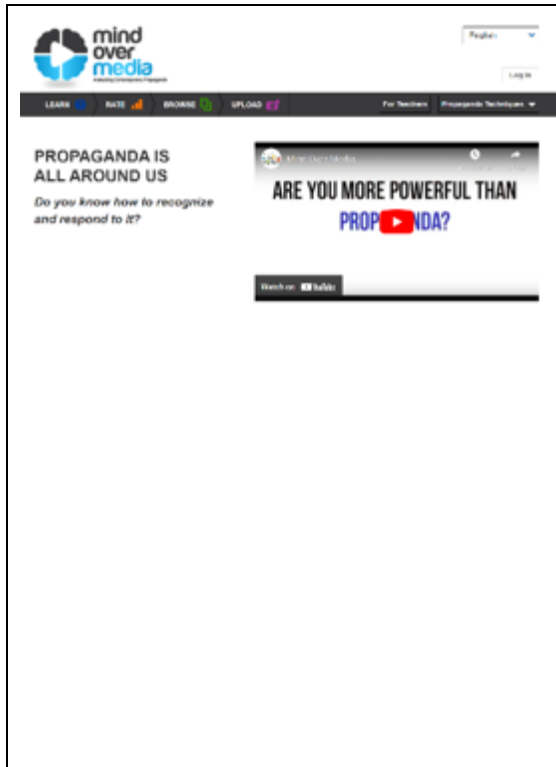 mind
over
media
English
Log In
LEARN RATE BROWSE UPLOAD For Teachers Propaganda Techniques
PROPAGANDA IS
ALL AROUND US
Do you know how to recognize
and respond to it?
Mind Over Media
ARE YOU MORE POWERFUL THAN
PROP NDA?
Watch on YouTube